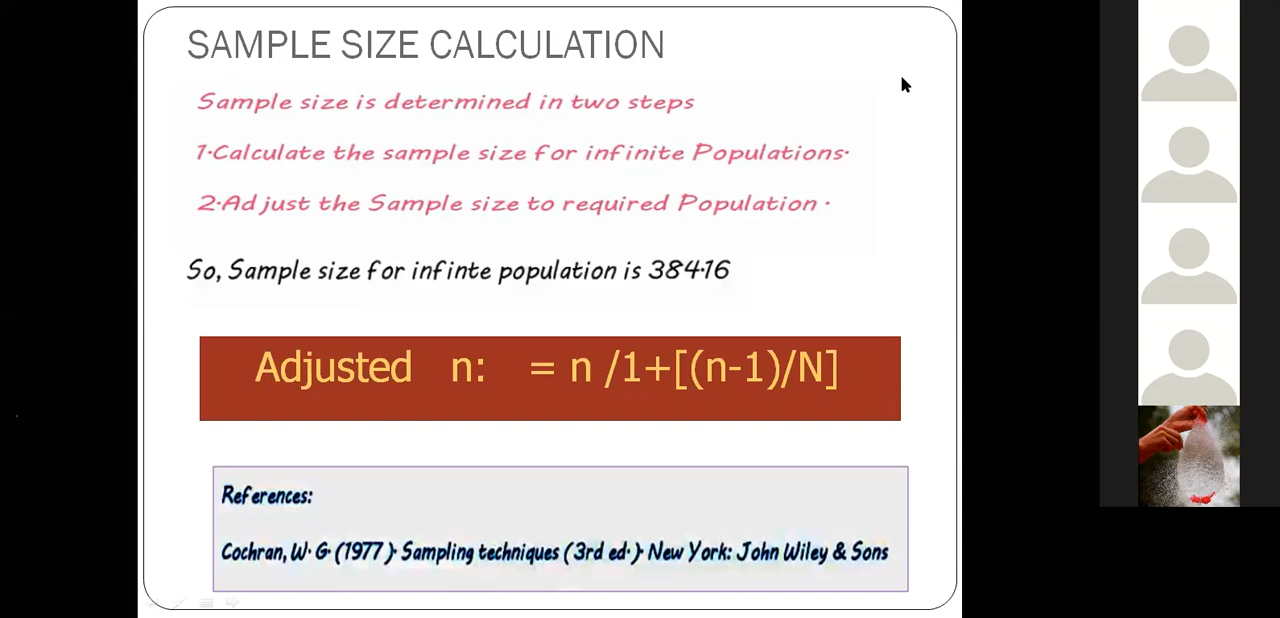 SAMPLE SIZE CALCULATION
Sample size is determined in two steps
1·Calculate the sample size for infinite Populations·
2·Adjust the Sample size to required Population ·
So, Sample size for infinte population is 384·16
Adjusted n: = n /1+[(n-1)/N]
References:
Cochran, W· G· (1977)· Sampling techniques (3rd ed·)· New York: John Wiley & Sons